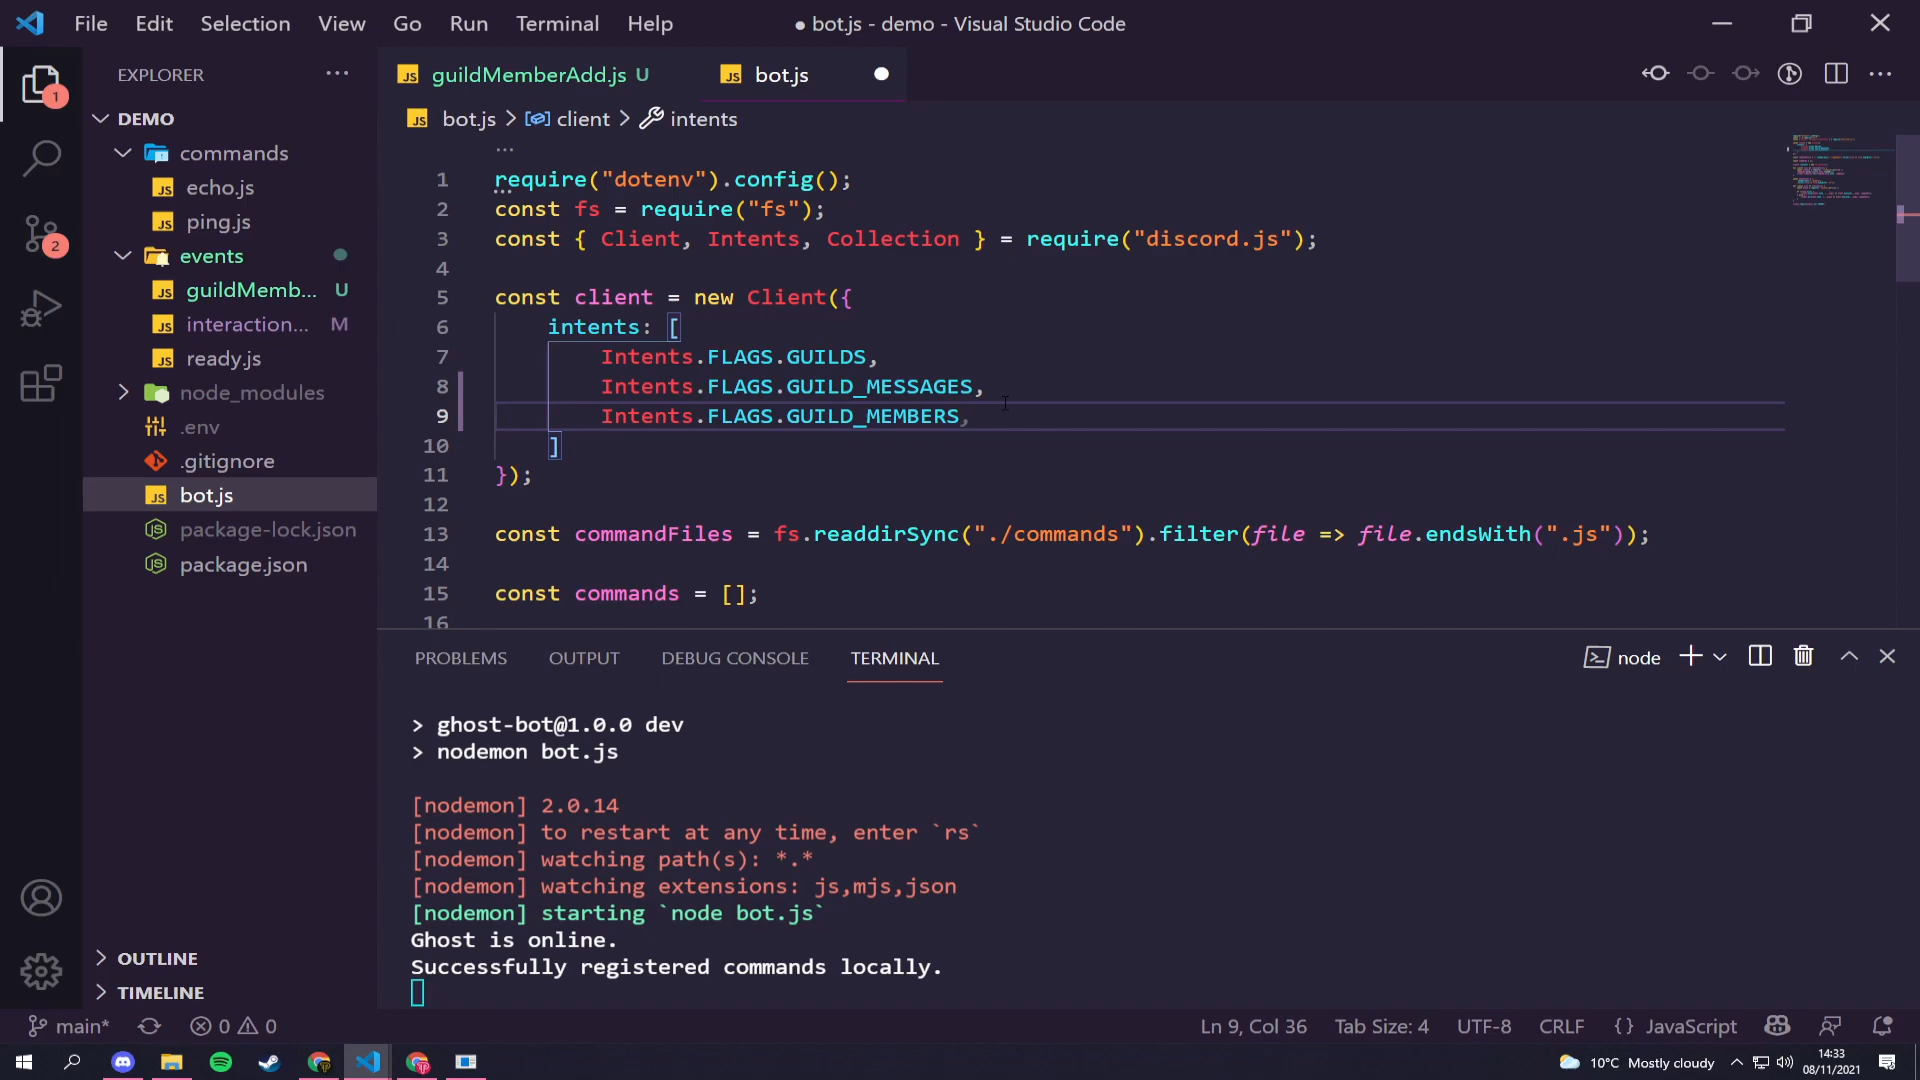 File Edit Selection View Go Run Terminal Help ● bot.js - demo - Visual Studio Code
EXPLORER ···
1
2
DEMO
commands
echo.js
ping.js
events
guildMemb... U
interaction... M
ready.js
node_modules
.env
.gitignore
bot.js
package-lock.json
package.json
OUTLINE
TIMELINE
JS guildMemberAdd.js U JS bot.js
JS bot.js > client > intents
...
1 require("dotenv").config();
2 const fs = require("fs");
3 const { Client, Intents, Collection } = require("discord.js");
4
5 const client = new Client({
6 intents: [
7 Intents.FLAGS.GUILDS,
8 Intents.FLAGS.GUILD_MESSAGES,
9 Intents.FLAGS.GUILD_MEMBERS,
10 ]
11 });
12
13 const commandFiles = fs.readdirSync("./commands").filter(file => file.endsWith(".js"));
14
15 const commands = [];
16
PROBLEMS OUTPUT DEBUG CONSOLE TERMINAL node
> ghost-bot@1.0.0 dev
> nodemon bot.js
[nodemon] 2.0.14
[nodemon] to restart at any time, enter `rs`
[nodemon] watching path(s): *.*
[nodemon] watching extensions: js,mjs,json
[nodemon] starting `node bot.js`
Ghost is online.
Successfully registered commands locally.
main* 0 0 Ln 9, Col 36 Tab Size: 4 UTF-8 CRLF {} JavaScript
10°C Mostly cloudy 14:33
08/11/2021